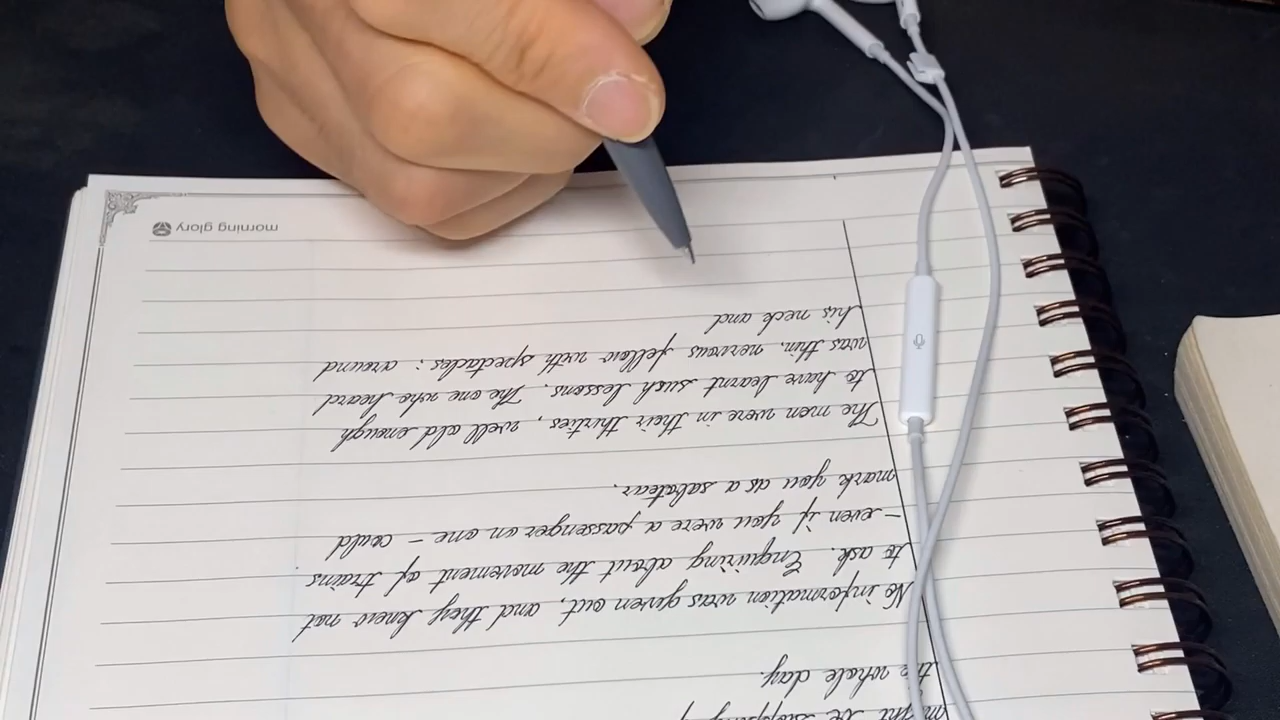 might be stopping
the whole day.
No information was given out, and they knew not
to ask. Enquiring about the movement of trains
– even if you were a passenger on one – could
mark you as a saboteur.
The men were in their thirties, well old enough
to have learnt such lessons. The one who heard
was thin, nervous fellow with spectacles ; around
his neck and
morning glory